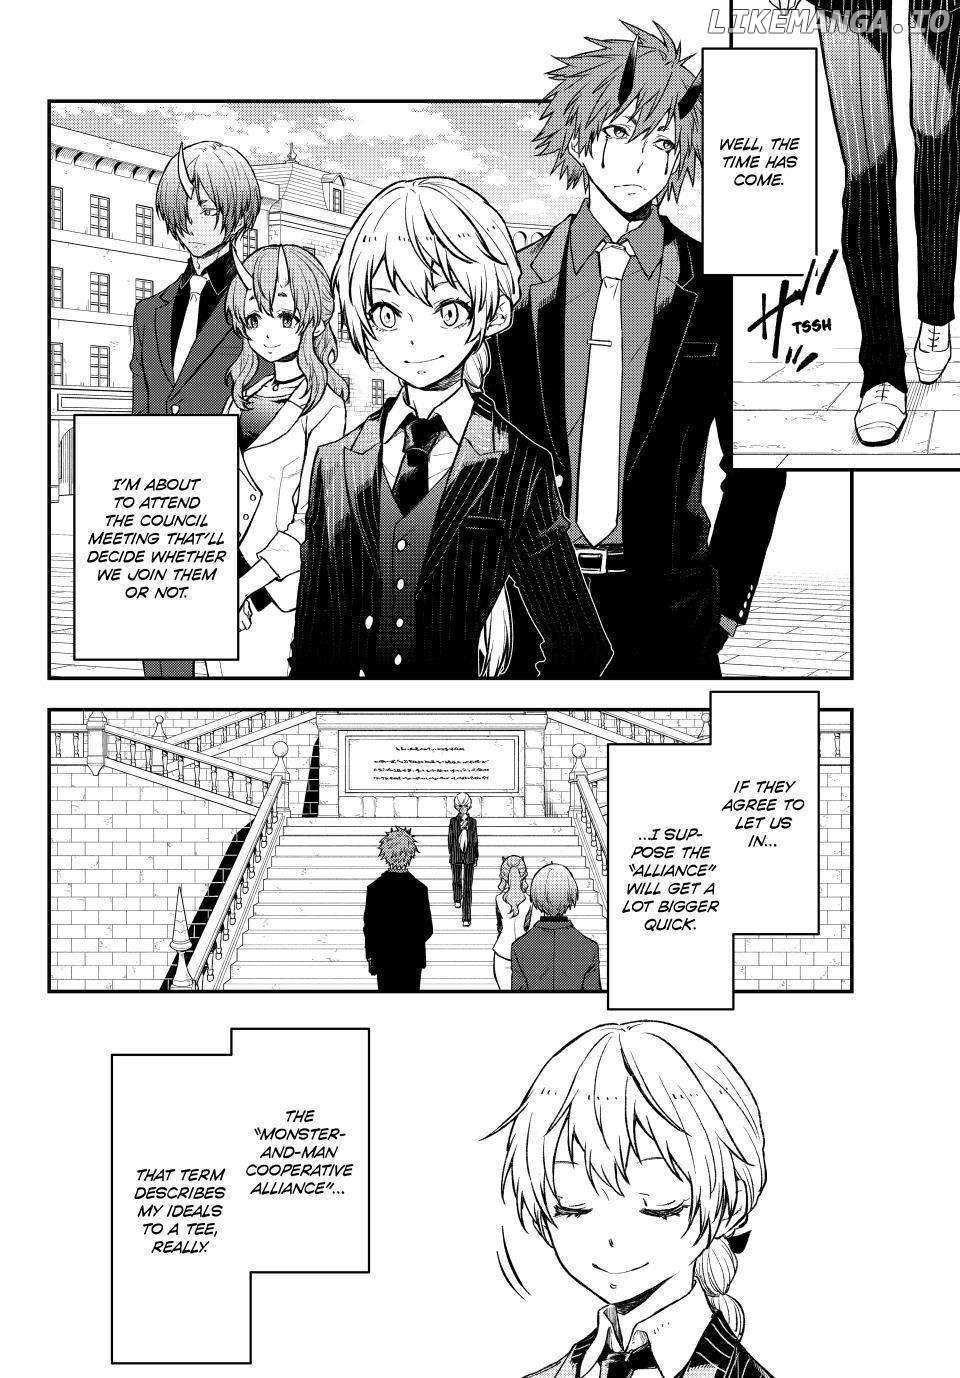 LIKEMANGA.IO
WELL, THE
TIME HAS
COME.
TSSH
I'M ABOUT
TO ATTEND
THE COUNCIL
MEETING THAT'LL
DECIDE WHETHER
WE JOIN THEM
OR NOT.
IF THEY
AGREE TO
LET US
IN...
...I SUP-
POSE THE
"ALLIANCE"
WILL GET A
LOT BIGGER
QUICK.
THE
"MONSTER-
AND-MAN
COOPERATIVE
ALLIANCE"...
THAT TERM
DESCRIBES
MY IDEALS
TO A TEE,
REALLY.